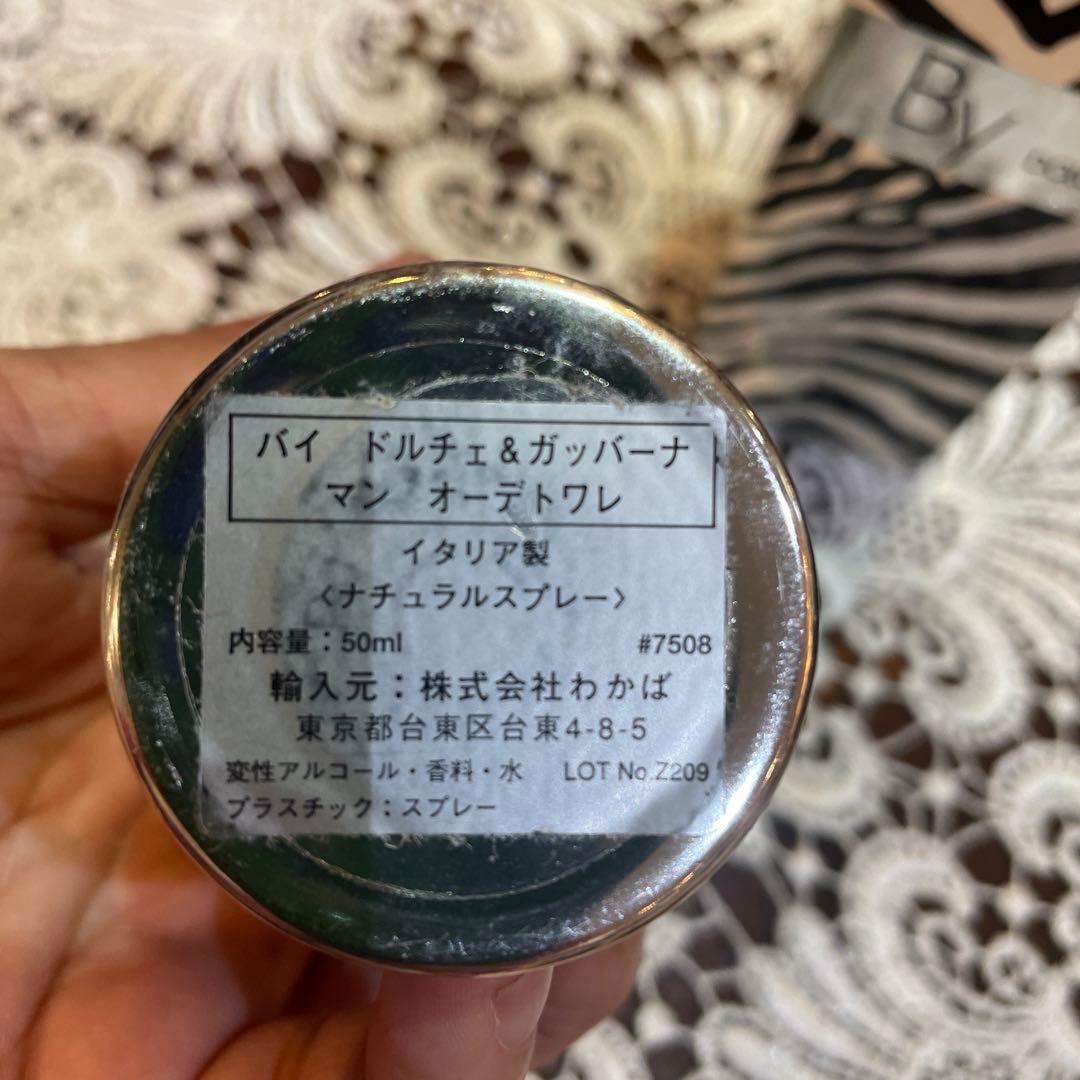 By
バイ　ドルチェ＆ガッバーナ
マン　オーデトワレ
イタリア製
〈ナチュラルスプレー〉
内容量：50ml　#7508
輸入元：株式会社わかば
東京都台東区台東4-8-5
変性アルコール・香料・水　LOT No.Z209
プラスチック：スプレー